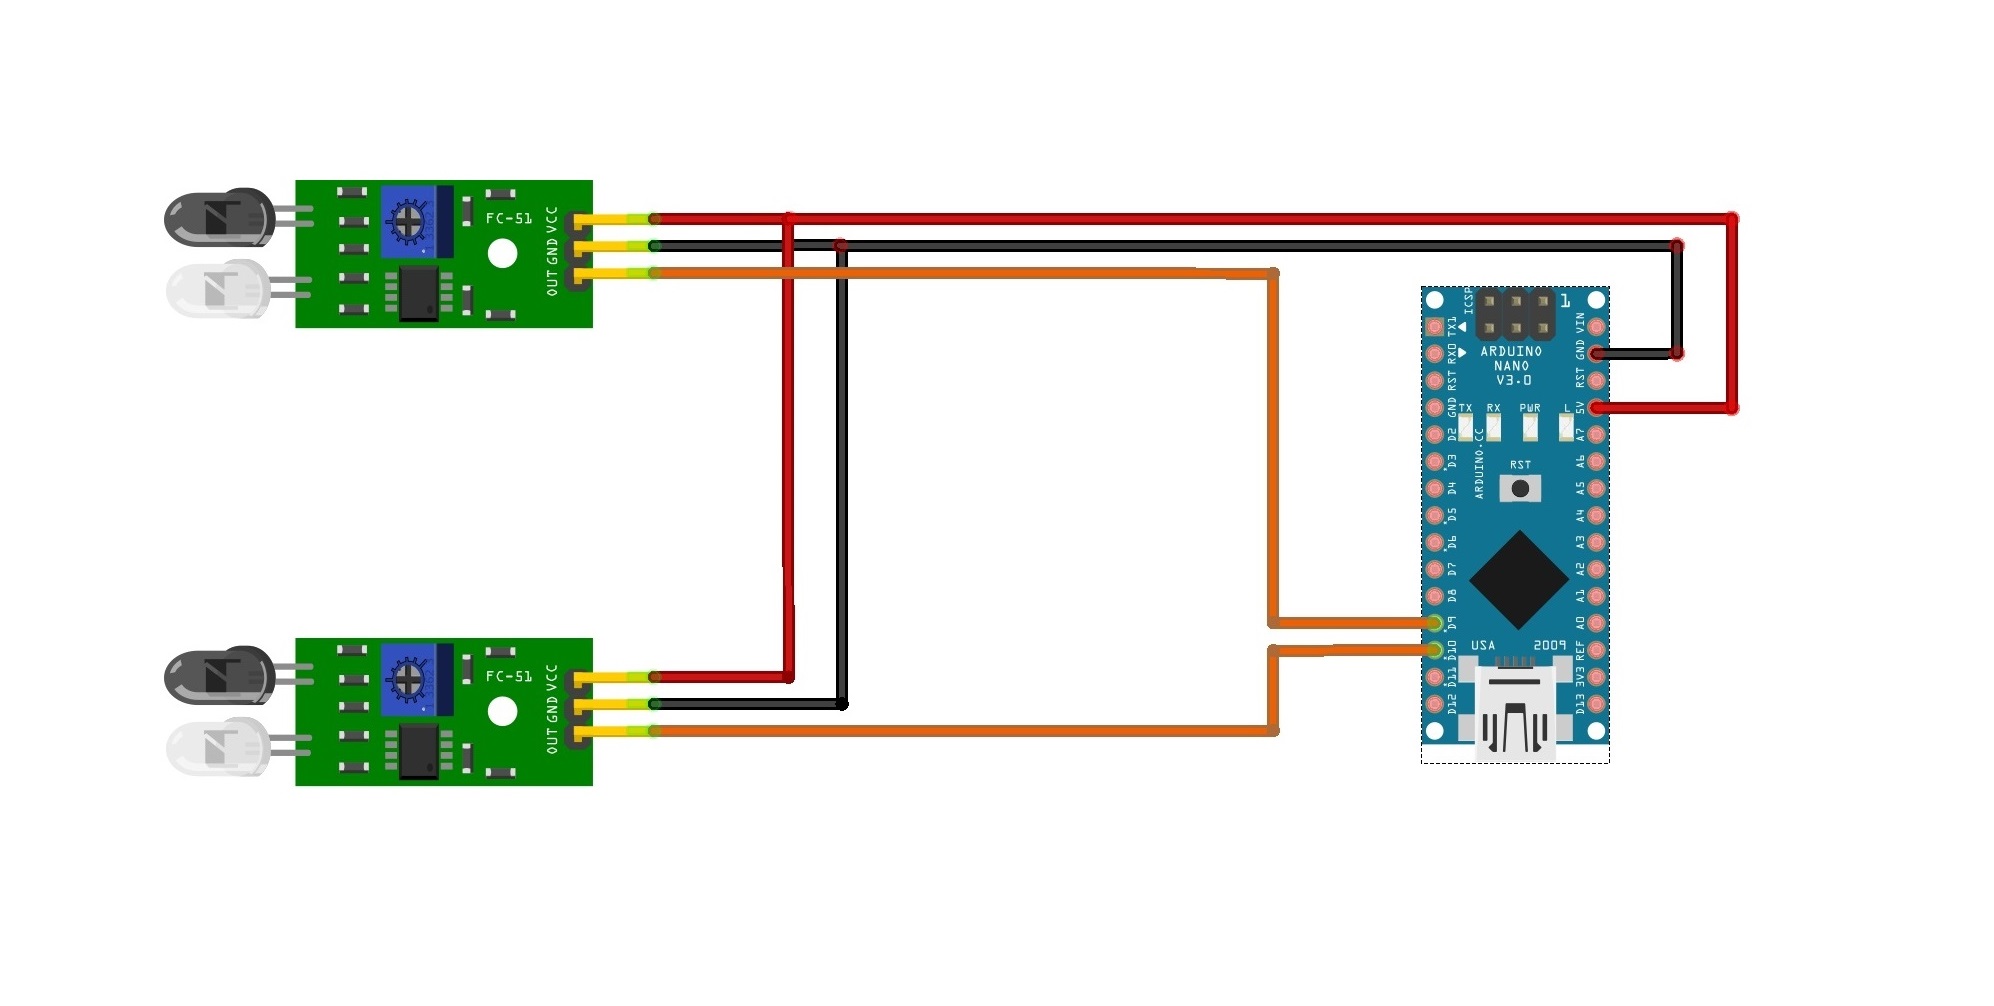 FC-51
VCC
GND
OUT
FC-51
VCC
GND
OUT
ICSP
1
ARDUINO
NANO
V3.0
TX1
RX0
RST
GND
D2
D3
D4
D5
D6
D7
D8
D9
D10
D11
D12
VIN
GND
RST
5V
A7
A6
A5
A4
A3
A2
A1
A0
REF
3V3
D13
TX
RX
PWR
L
ARDUINO.CC
RST
USA
2009